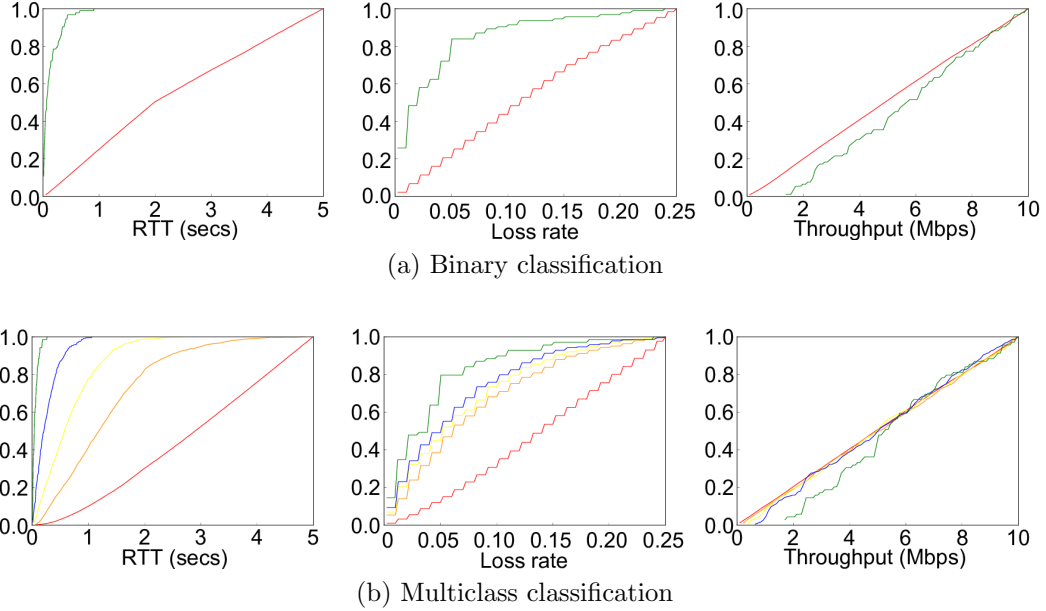 1.0
0.8
0.6
0.4
0.2
0.0
0 1 2 3 4 5
RTT (secs)
1.0
0.8
0.6
0.4
0.2
0.0
0 0.05 0.10 0.15 0.20 0.25
Loss rate
1.0
0.8
0.6
0.4
0.2
0.0
0 2 4 6 8 10
Throughput (Mbps)
(a) Binary classification
1.0
0.8
0.6
0.4
0.2
0.0
0 1 2 3 4 5
RTT (secs)
1.0
0.8
0.6
0.4
0.2
0.0
0 0.05 0.10 0.15 0.20 0.25
Loss rate
1.0
0.8
0.6
0.4
0.2
0.0
0 2 4 6 8 10
Throughput (Mbps)
(b) Multiclass classification